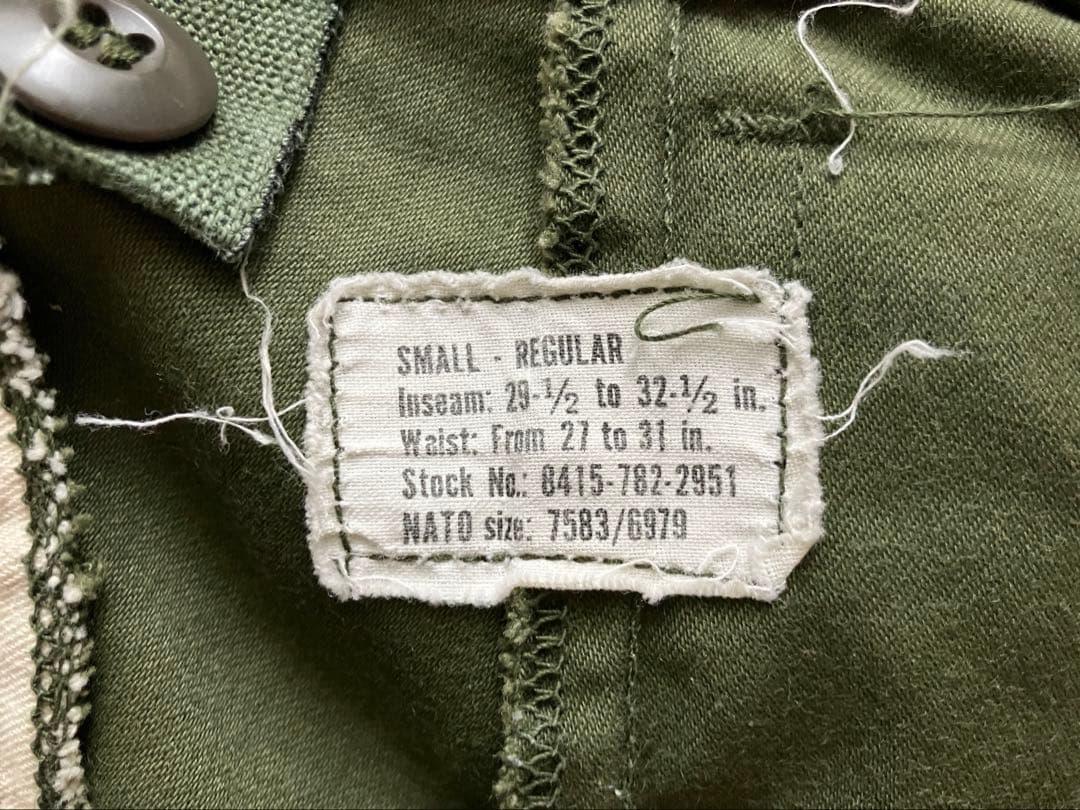 SMALL - REGULAR
Inseam: 29-1/2 to 32-1/2 in.
Waist: From 27 to 31 in.
Stock No.: 8415-782-2951
NATO size: 7583/6979